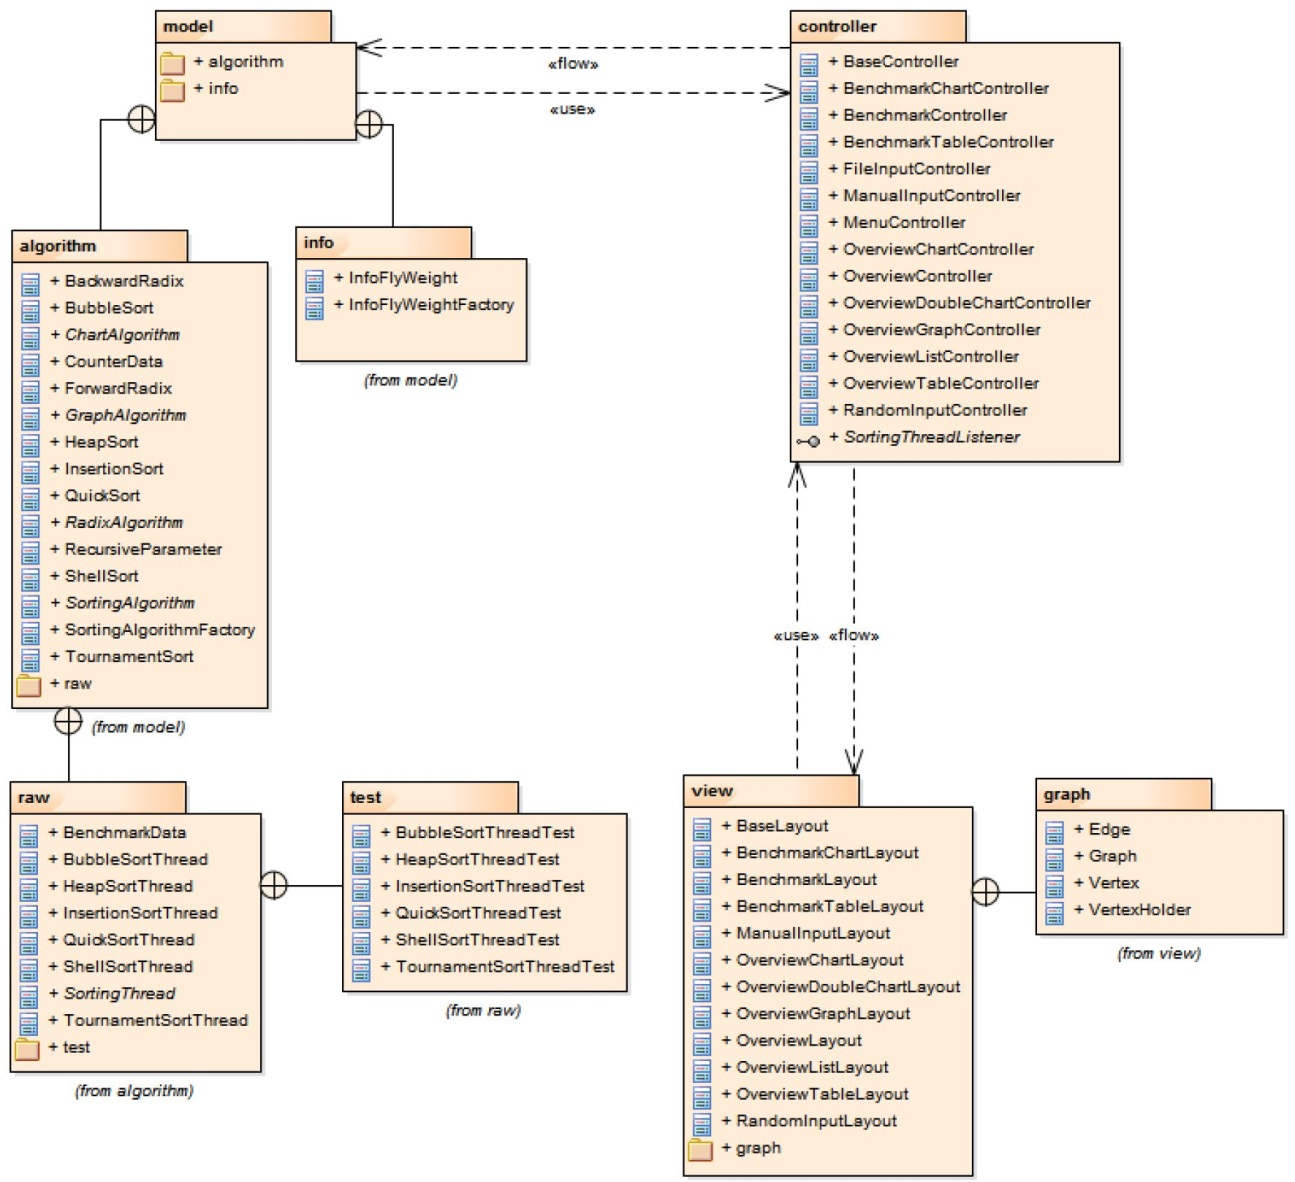 model
+ algorithm
+ info
«flow»
«use»
controller
+ BaseController
+ BenchmarkChartController
+ BenchmarkController
+ BenchmarkTableController
+ FileInputController
+ ManualInputController
+ MenuController
+ OverviewChartController
+ OverviewController
+ OverviewDoubleChartController
+ OverviewGraphController
+ OverviewListController
+ OverviewTableController
+ RandomInputController
+ SortingThreadListener
algorithm
+ BackwardRadix
+ BubbleSort
+ ChartAlgorithm
+ CounterData
+ ForwardRadix
+ GraphAlgorithm
+ HeapSort
+ InsertionSort
+ QuickSort
+ RadixAlgorithm
+ RecursiveParameter
+ ShellSort
+ SortingAlgorithm
+ SortingAlgorithmFactory
+ TournamentSort
+ raw
(from model)
info
+ InfoFlyWeight
+ InfoFlyWeightFactory
(from model)
«use» «flow»
raw
+ BenchmarkData
+ BubbleSortThread
+ HeapSortThread
+ InsertionSortThread
+ QuickSortThread
+ ShellSortThread
+ SortingThread
+ TournamentSortThread
+ test
(from algorithm)
test
+ BubbleSortThreadTest
+ HeapSortThreadTest
+ InsertionSortThreadTest
+ QuickSortThreadTest
+ ShellSortThreadTest
+ TournamentSortThreadTest
(from raw)
view
+ BaseLayout
+ BenchmarkChartLayout
+ BenchmarkLayout
+ BenchmarkTableLayout
+ ManualInputLayout
+ OverviewChartLayout
+ OverviewDoubleChartLayout
+ OverviewGraphLayout
+ OverviewLayout
+ OverviewListLayout
+ OverviewTableLayout
+ RandomInputLayout
+ graph
graph
+ Edge
+ Graph
+ Vertex
+ VertexHolder
(from view)